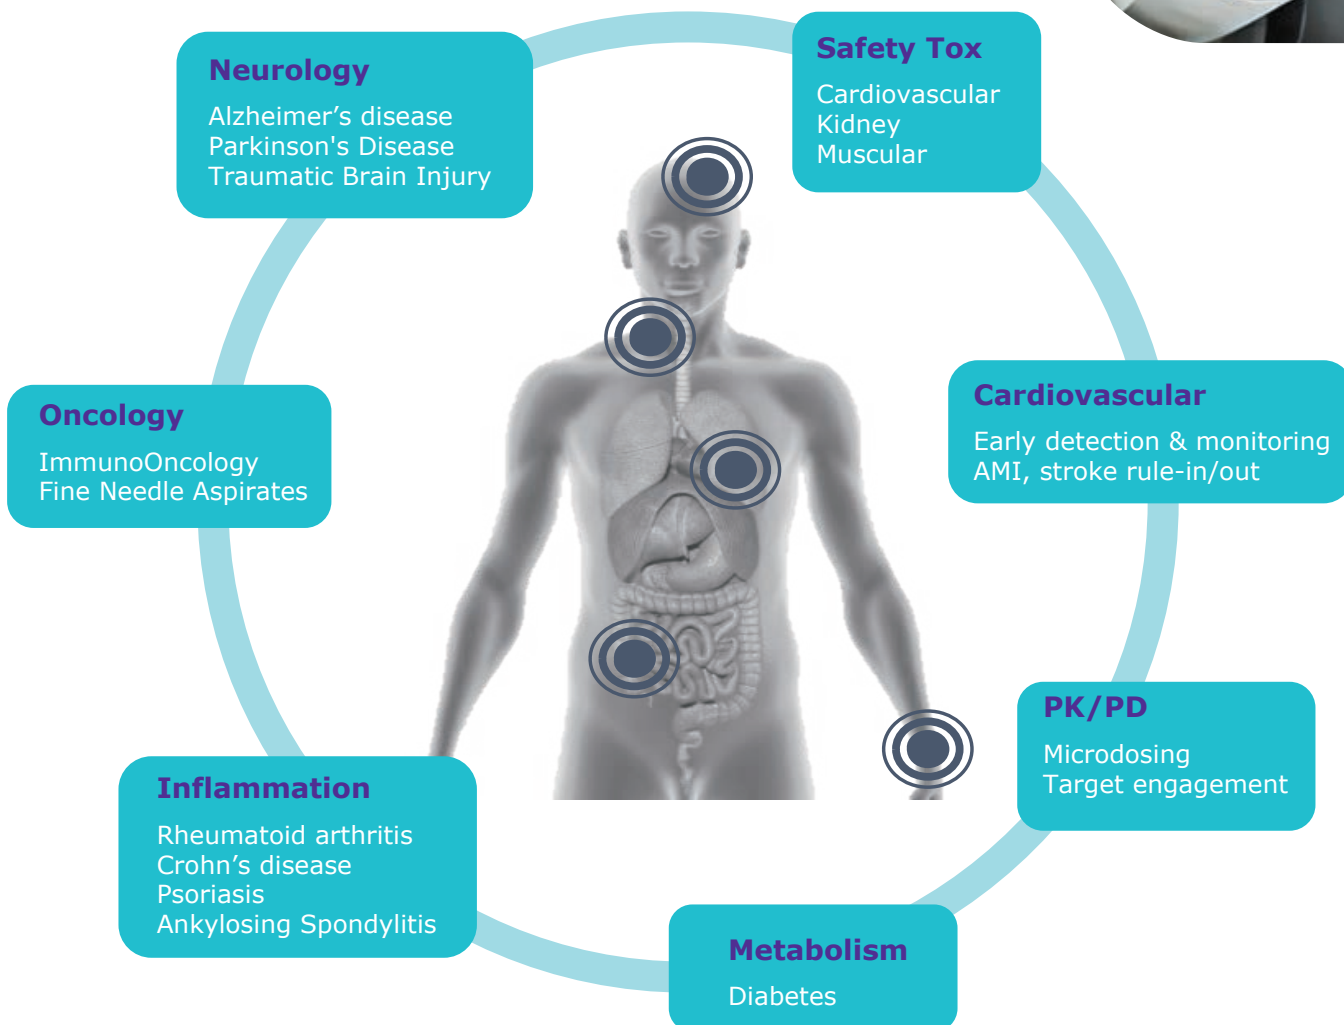 Neurology
Alzheimer’s disease
Parkinson's Disease
Traumatic Brain Injury
Safety Tox
Cardiovascular
Kidney
Muscular
Oncology
ImmunoOncology
Fine Needle Aspirates
Cardiovascular
Early detection & monitoring
AMI, stroke rule-in/out
PK/PD
Microdosing
Target engagement
Inflammation
Rheumatoid arthritis
Crohn’s disease
Psoriasis
Ankylosing Spondylitis
Metabolism
Diabetes